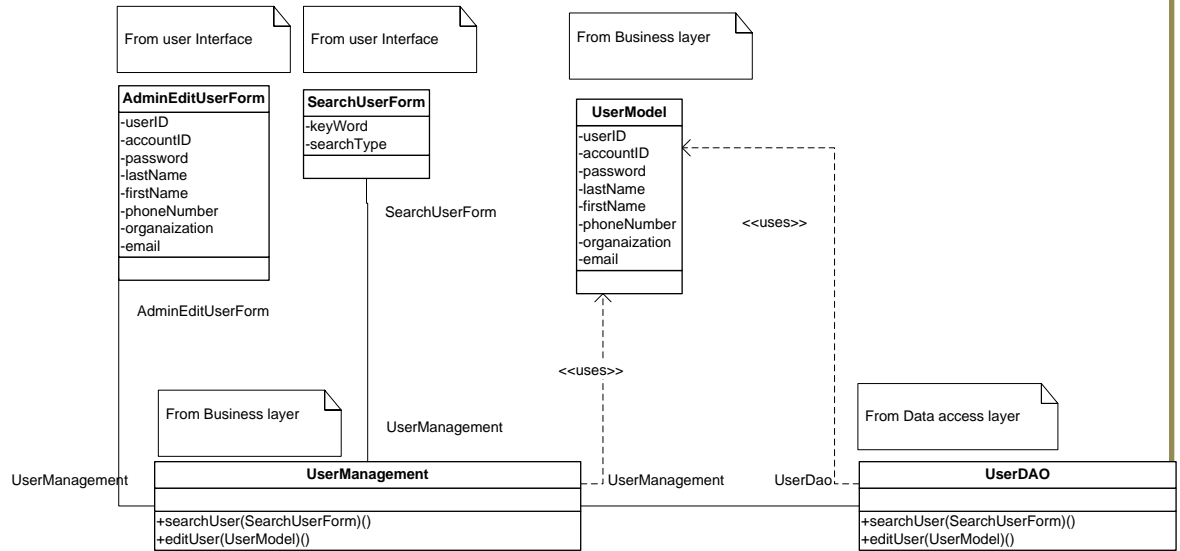 From user Interface
From user Interface
From Business layer
AdminEditUserForm
-userID
-accountID
-password
-lastName
-firstName
-phoneNumber
-organaization
-email
SearchUserForm
-keyWord
-searchType
UserModel
-userID
-accountID
-password
-lastName
-firstName
-phoneNumber
-organaization
-email
SearchUserForm
<<uses>>
AdminEditUserForm
<<uses>>
From Business layer
From Data access layer
UserManagement
UserManagement
UserManagement
+searchUser(SearchUserForm)()
+editUser(UserModel)()
UserManagement
UserDao
UserDAO
+searchUser(SearchUserForm)()
+editUser(UserModel)()